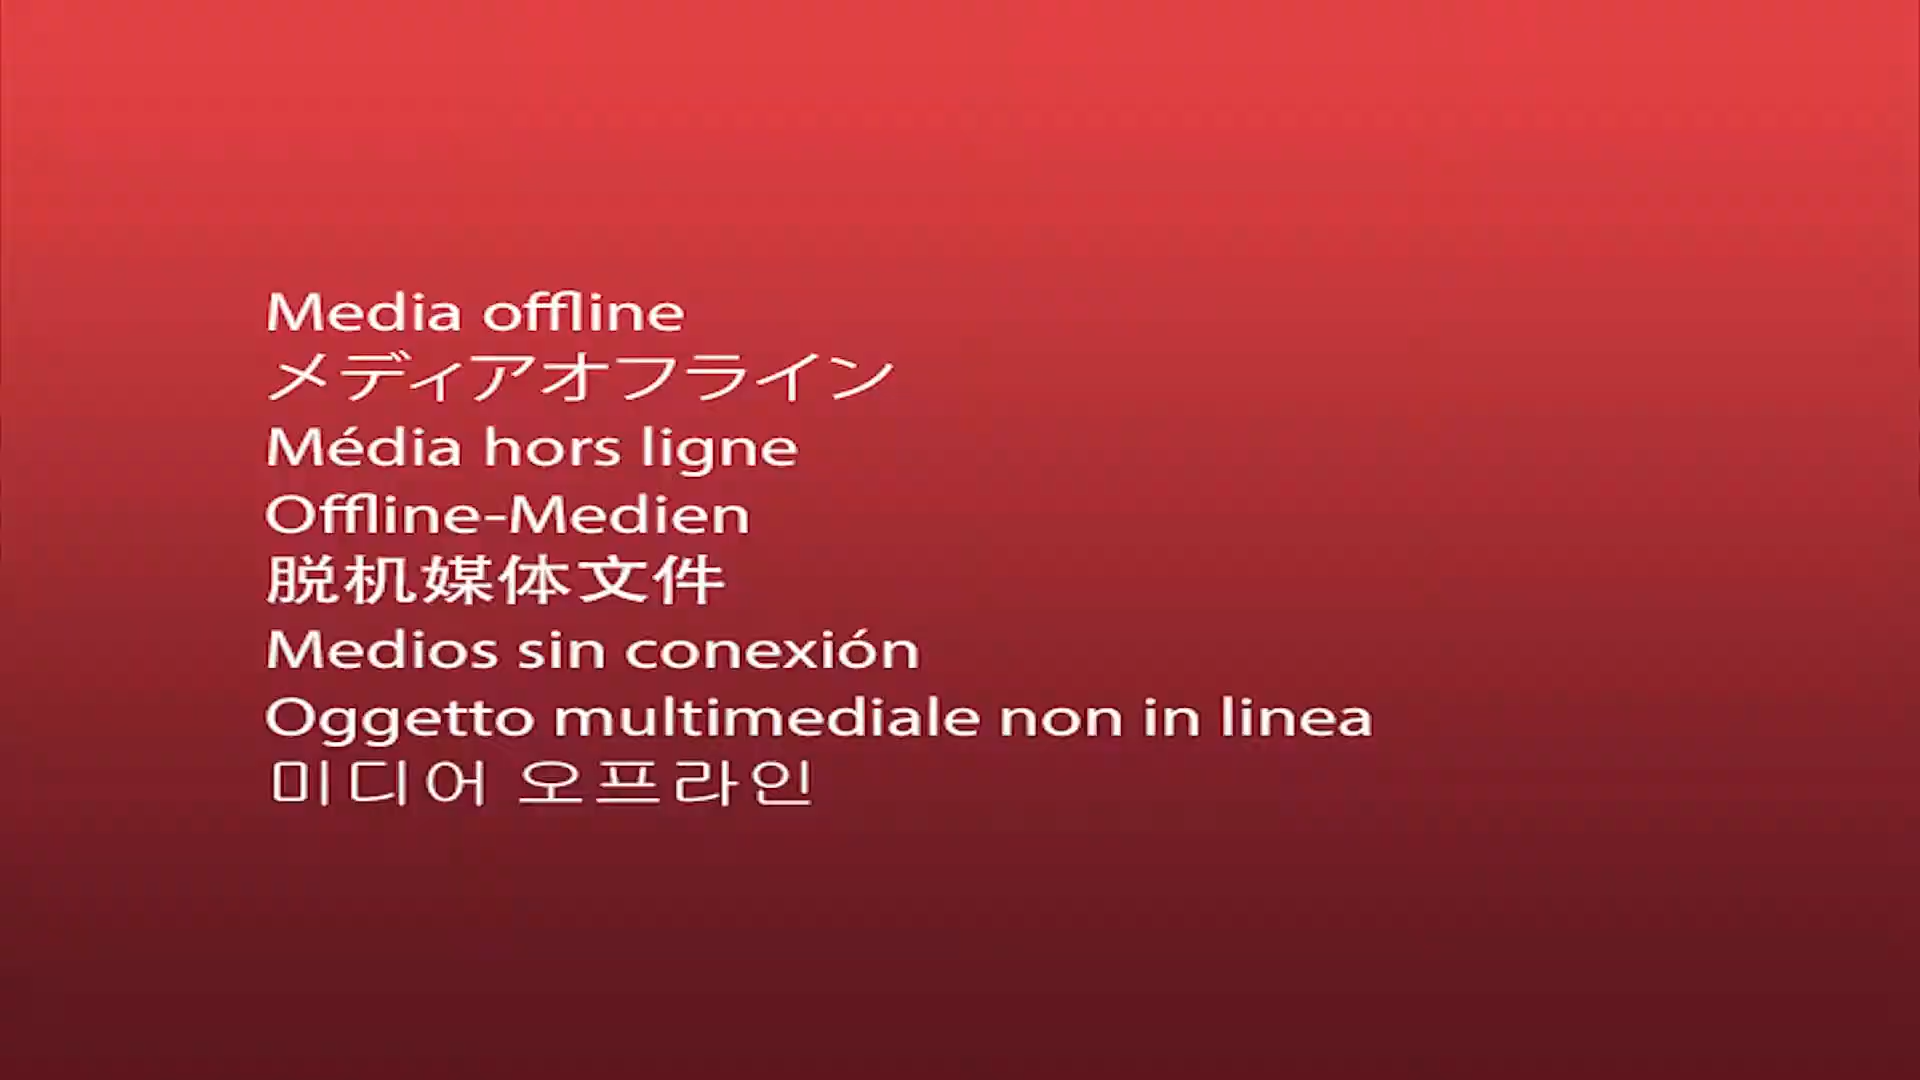 Media offline
メディアオフライン
Média hors ligne
Offline-Medien
脱机媒体文件
Medios sin conexión
Oggetto multimediale non in linea
미디어 오프라인